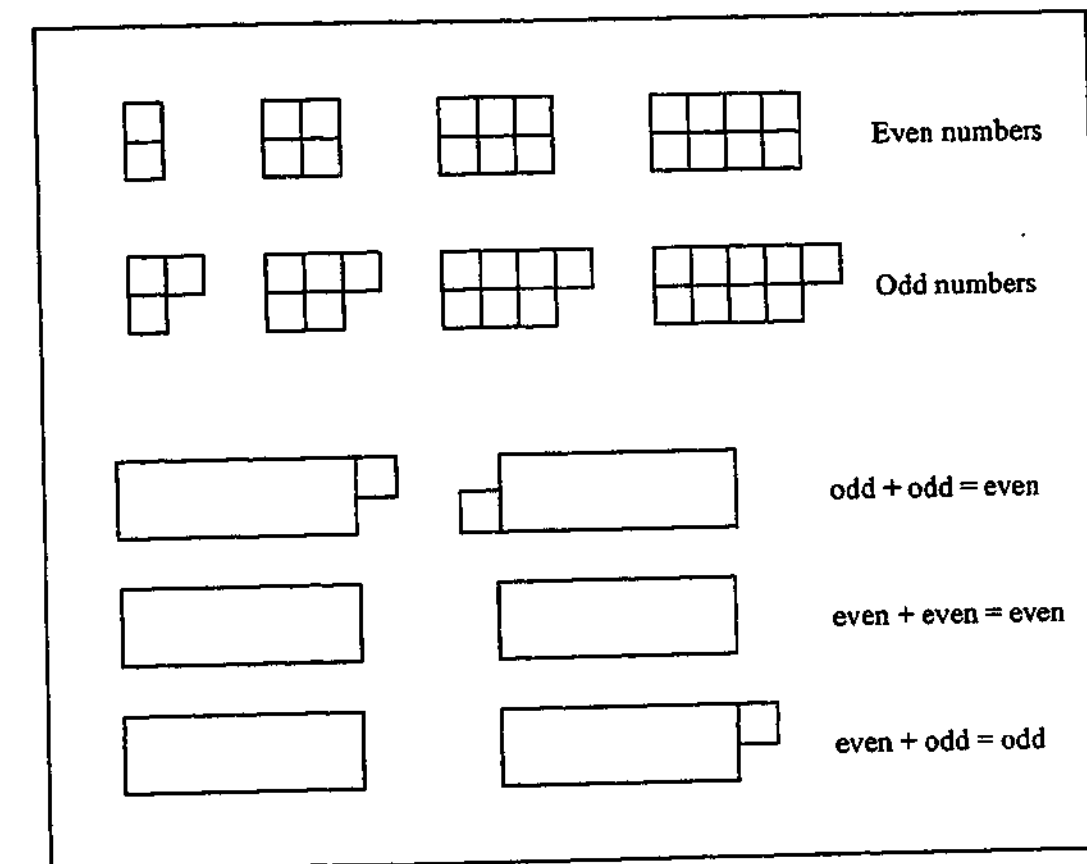 Even numbers
Odd numbers
odd + odd = even
even + even = even
even + odd = odd